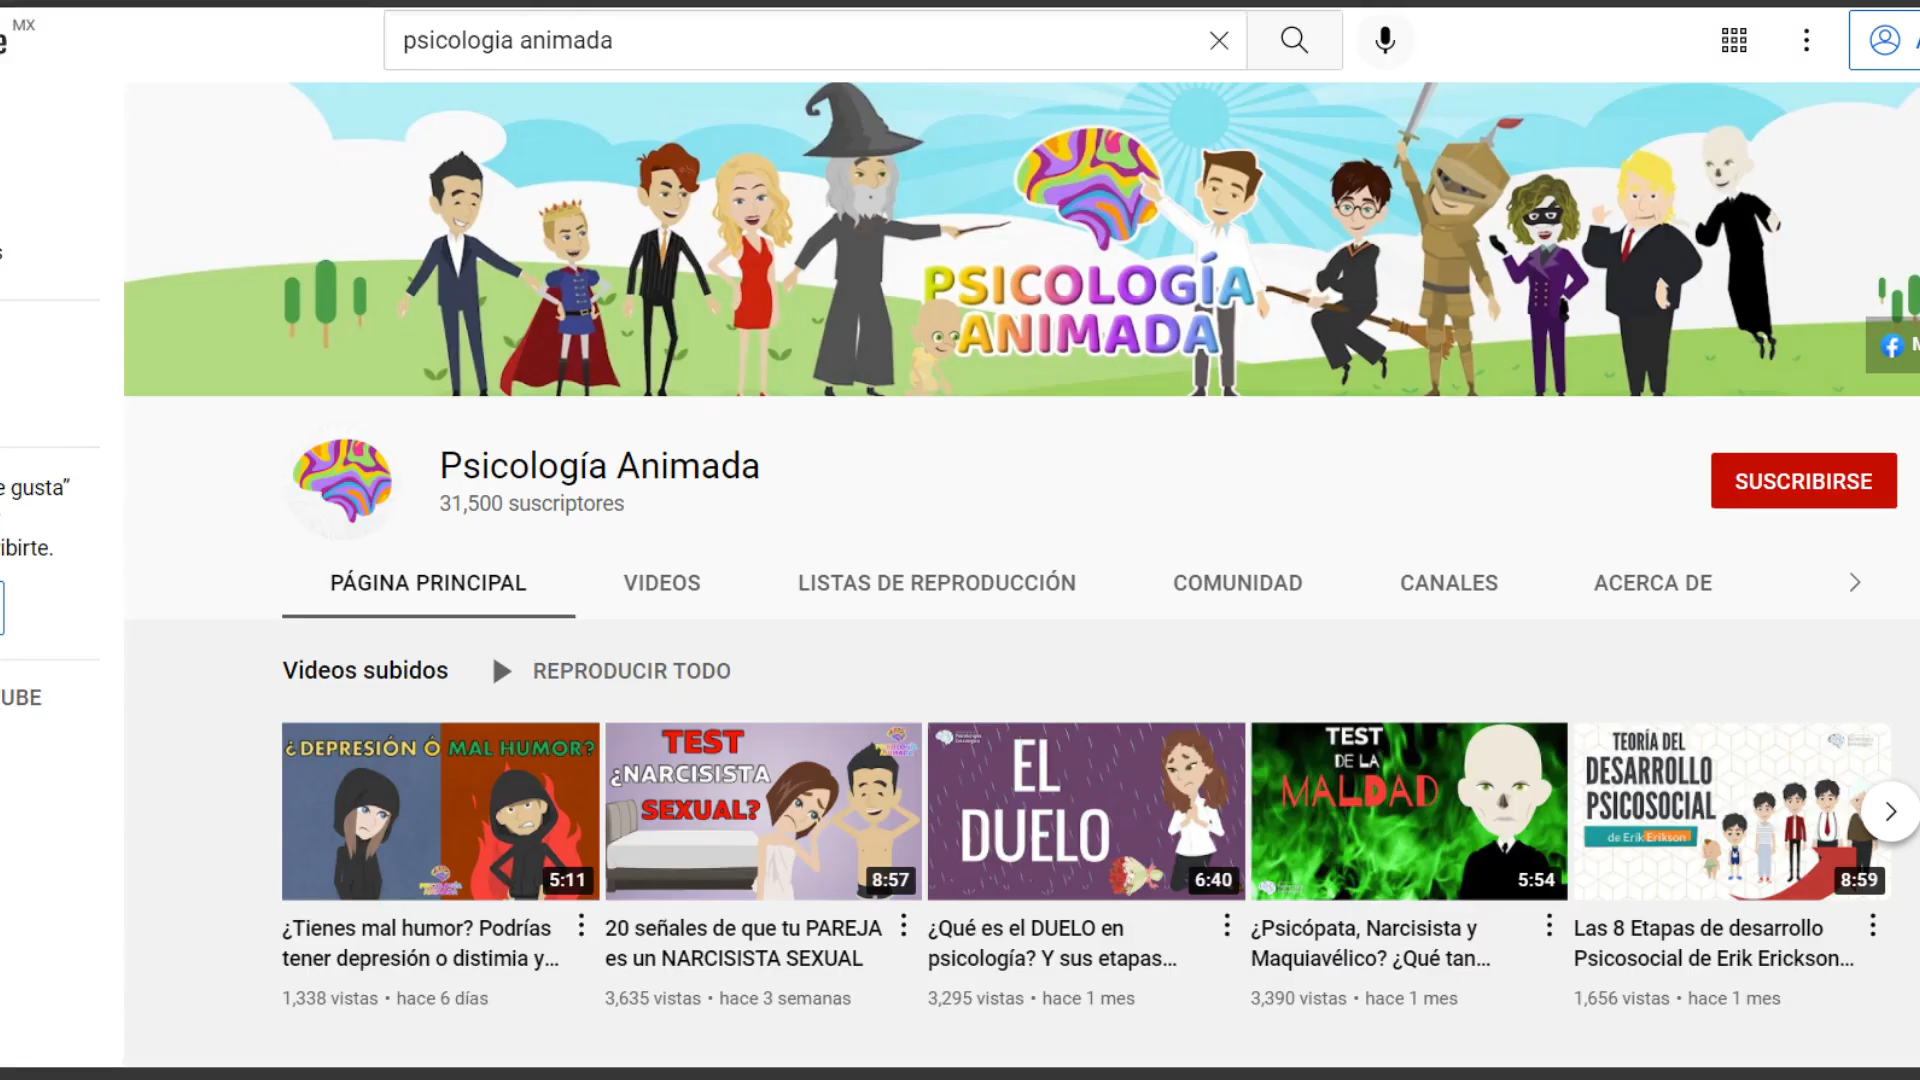 MX
psicologia animada
PSICOLOGÍA
ANIMADA
e gusta”
ibirte.
UBE
Psicología Animada
31,500 suscriptores
SUSCRIBIRSE
PÁGINA PRINCIPAL VIDEOS LISTAS DE REPRODUCCIÓN COMUNIDAD CANALES ACERCA DE
Videos subidos REPRODUCIR TODO
¿DEPRESIÓN Ó MAL HUMOR?
PSICOLOGÍA
ANIMADA
5:11
TEST
¿NARCISISTA
SEXUAL?
8:57
EL
DUELO
6:40
TEST
DE LA
MALDAD
5:54
TEORÍA DEL
DESARROLLO
PSICOSOCIAL
de Erik Erikson
8:59
¿Tienes mal humor? Podrías
tener depresión o distimia y...
1,338 vistas • hace 6 días
20 señales de que tu PAREJA
es un NARCISISTA SEXUAL
3,635 vistas • hace 3 semanas
¿Qué es el DUELO en
psicología? Y sus etapas...
3,295 vistas • hace 1 mes
¿Psicópata, Narcisista y
Maquiavélico? ¿Qué tan...
3,390 vistas • hace 1 mes
Las 8 Etapas de desarrollo
Psicosocial de Erik Erickson...
1,656 vistas • hace 1 mes